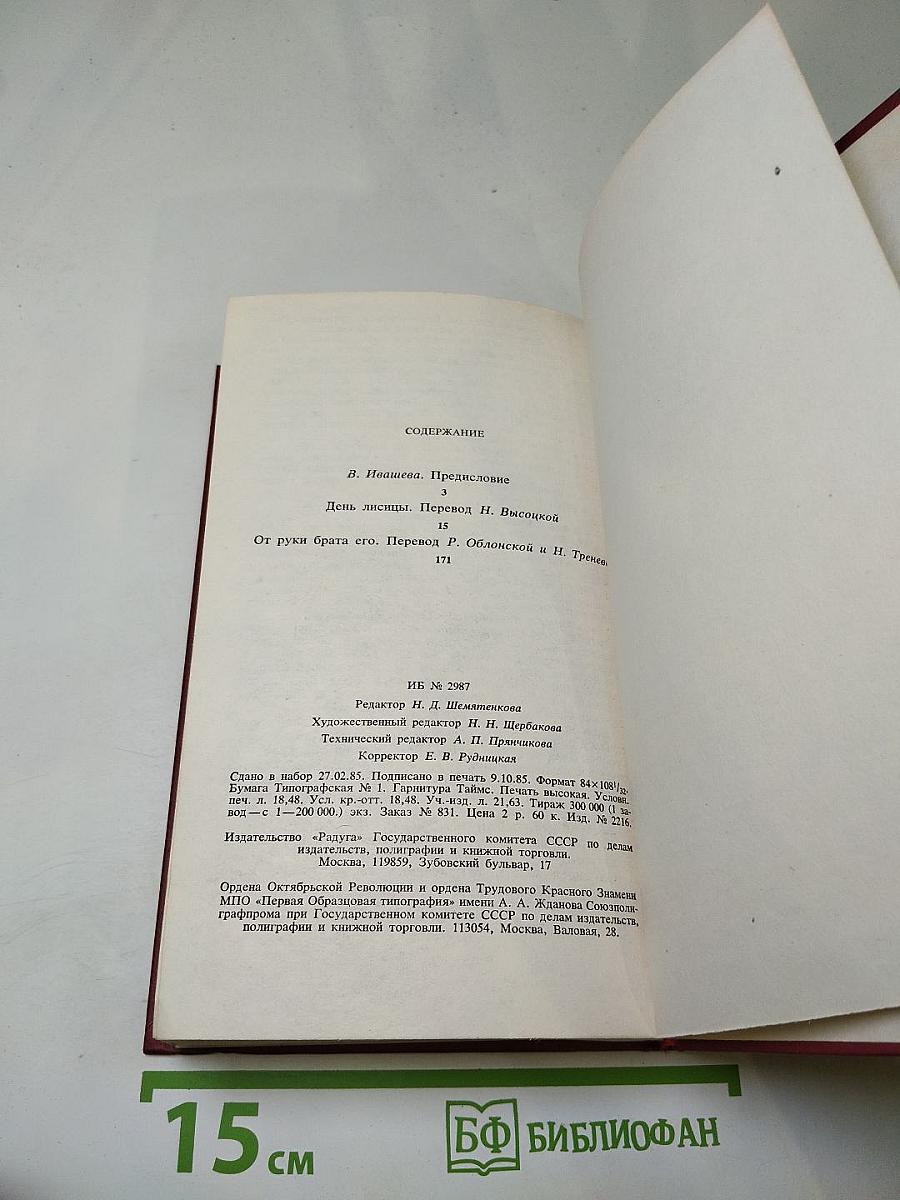 СОДЕРЖАНИЕ
В. Ивашева. Предисловие
3
День лисицы. Перевод Н. Высоцкой
15
От руки брата его. Перевод Р. Облонской и Н.
171
ИБ № 2987
Редактор Н. Д. Шемятенкова
Художественный редактор Н. Н. Щербакова
Технический редактор А. П. Прянчикова
Корректор Е. В. Рудницкая
Сдано в набор 27.02.85. Подписано в печать 9.10.85. Формат 84×108¹/₃₂.
Бумага Типографская № 1. Гарнитура Таймс. Печать высокая. Условн.
печ. л. 18,48. Усл. кр.-отт. 18,48. Уч.-изд. л. 21,63. Тираж 300 000 (1 за-
вод — с 1—200 000.) экз. Заказ № 831. Цена 2 р. 60 к. Изд. № 2216.
Издательство «Радуга» Государственного комитета СССР по делам
издательств, полиграфии и книжной торговли.
Москва, 119859, Зубовский бульвар, 17
Ордена Октябрьской Революции и ордена Трудового Красного Знамени
МПО «Первая Образцовая типография» имени А. А. Жданова Союзполи-
графпрома при Государственном комитете СССР по делам издательств,
полиграфии и книжной торговли. 113054, Москва, Валовая, 28.
15 см
БФ БИБЛИОФАН